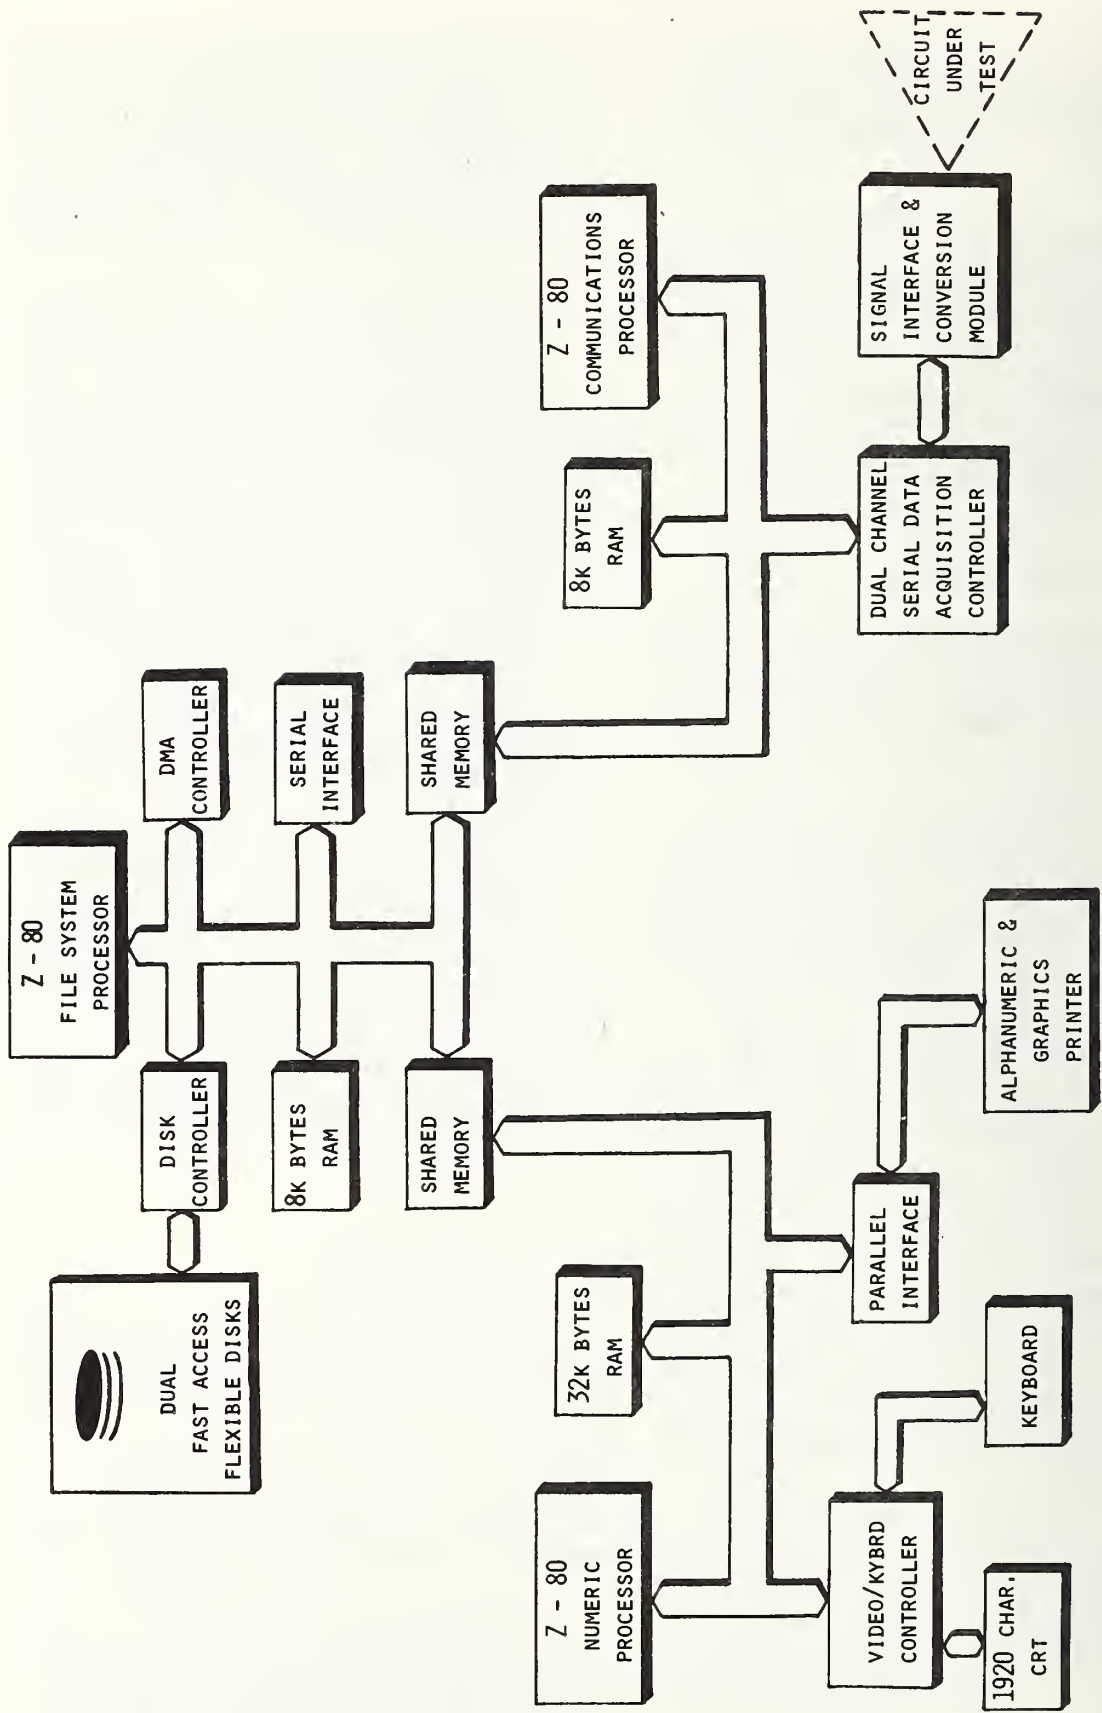 DUAL
FAST ACCESS
FLEXIBLE DISKS
Z - 80
FILE SYSTEM
PROCESSOR
DISK
CONTROLLER
DMA
CONTROLLER
8K BYTES
RAM
SERIAL
INTERFACE
SHARED
MEMORY
SHARED
MEMORY
Z - 80
NUMERIC
PROCESSOR
32K BYTES
RAM
8K BYTES
RAM
Z - 80
COMMUNICATIONS
PROCESSOR
VIDEO/KYBRD
CONTROLLER
PARALLEL
INTERFACE
DUAL CHANNEL
SERIAL DATA
ACQUISITION
CONTROLLER
SIGNAL
INTERFACE &
CONVERSION
MODULE
CIRCUIT
UNDER
TEST
1920 CHAR.
CRT
KEYBOARD
ALPHANUMERIC &
GRAPHICS
PRINTER